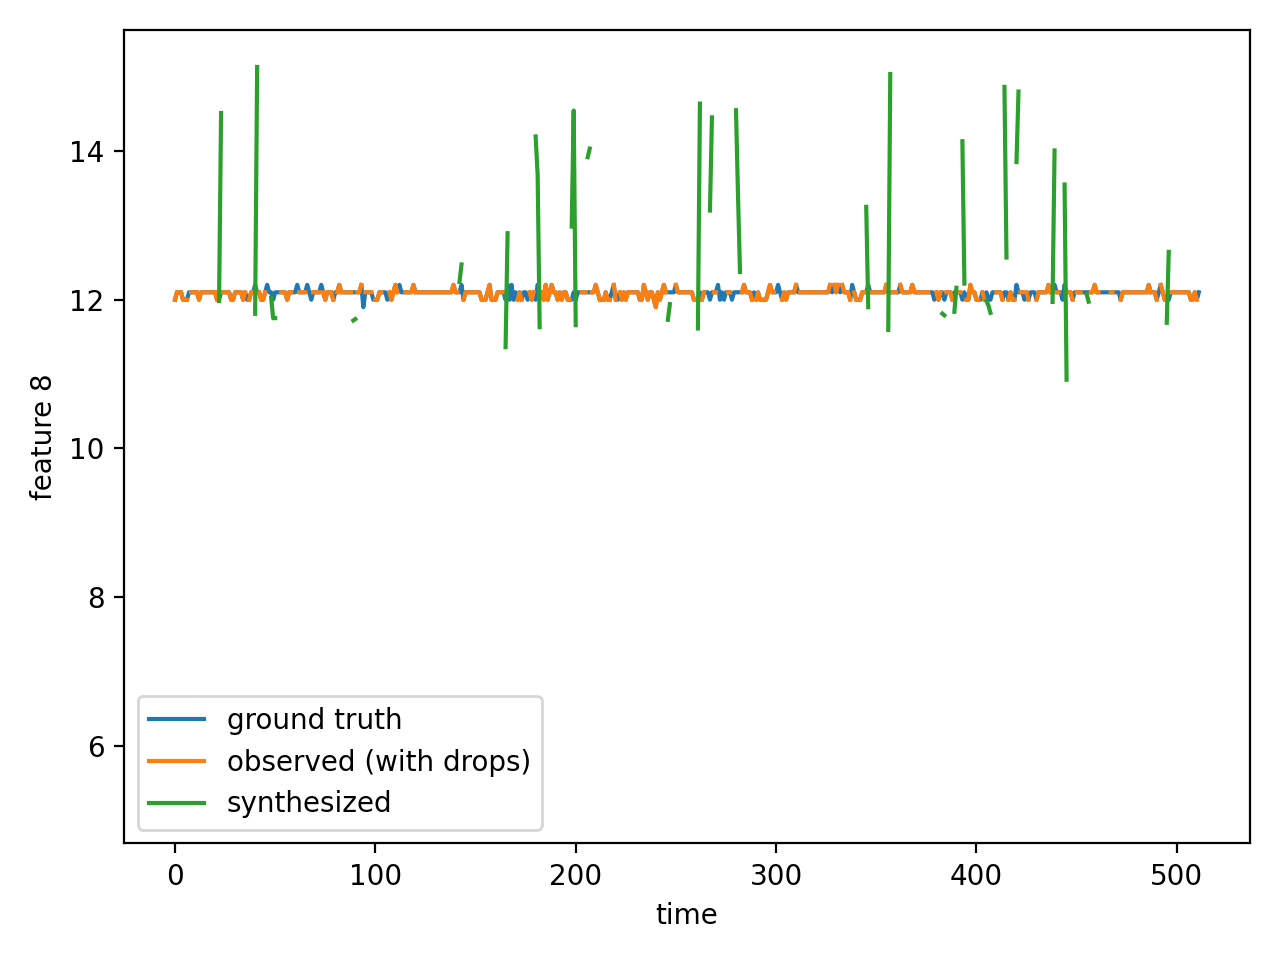 14
12
10
8
6
feature 8
ground truth
observed (with drops)
synthesized
0 100 200 300 400 500
time